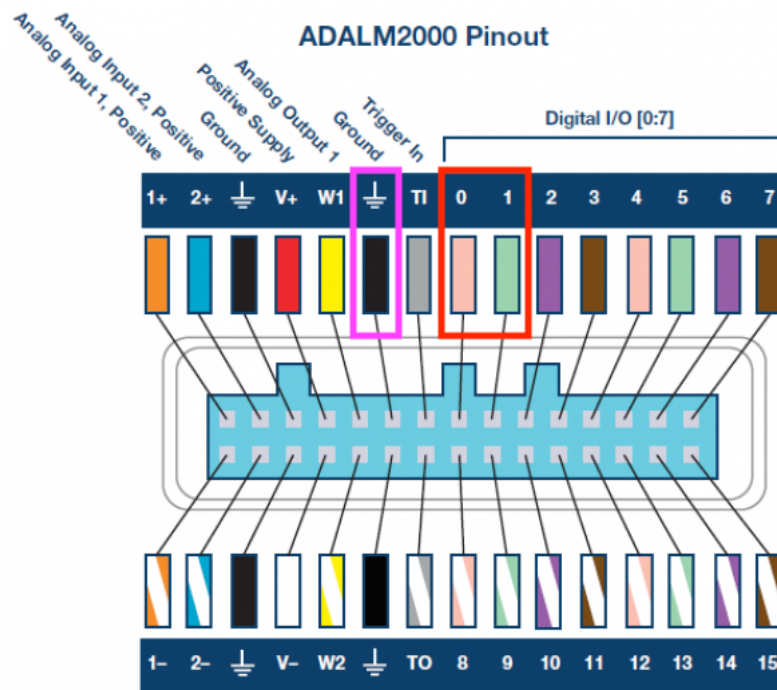 ADALM2000 Pinout
Analog Input 1, Positive
Analog Input 2, Positive
Ground
Positive Supply
Analog Output 1
Ground
Trigger In
Digital I/O [0:7]
1+ 2+ V+ W1 TI 0 1 2 3 4 5 6 7
1– 2– V– W2 TO 8 9 10 11 12 13 14 15